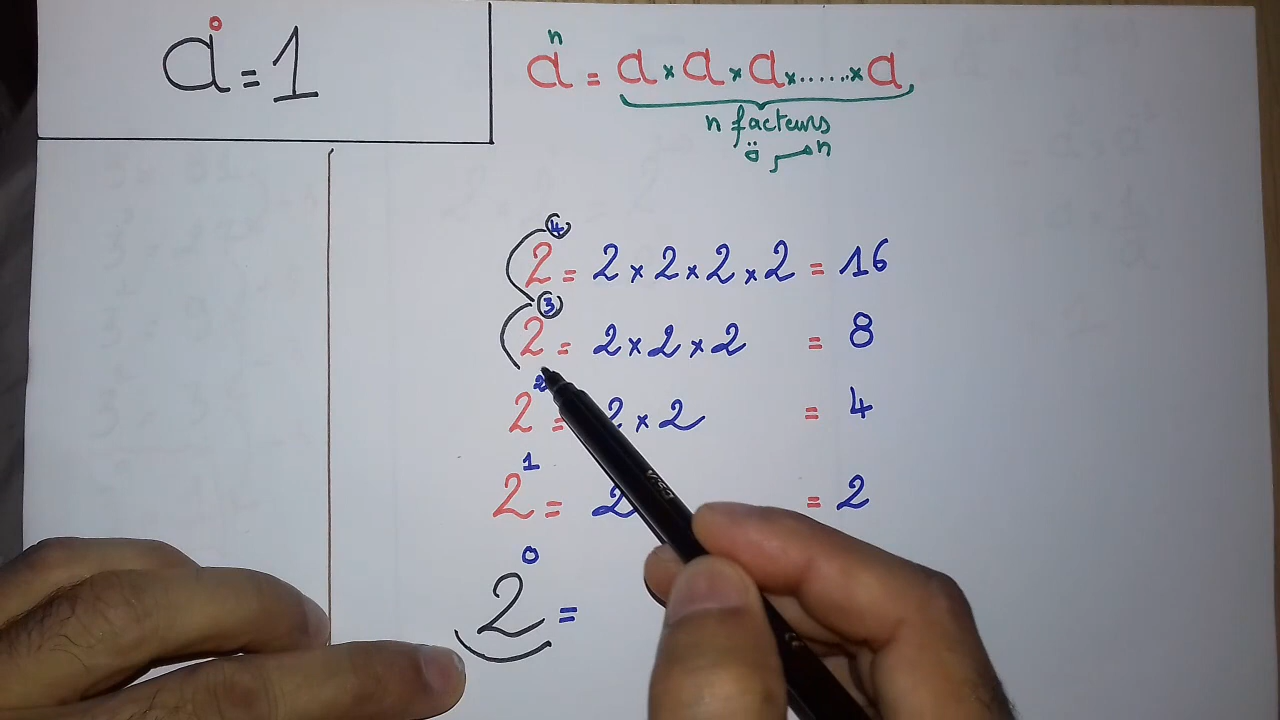 a⁰ = 1
aⁿ = a × a × a × ...... × a
n facteurs
n مرة
2⁴ = 2 × 2 × 2 × 2 = 16
2³ = 2 × 2 × 2 = 8
2² = 2 × 2 = 4
2¹ = 2 = 2
2⁰ =